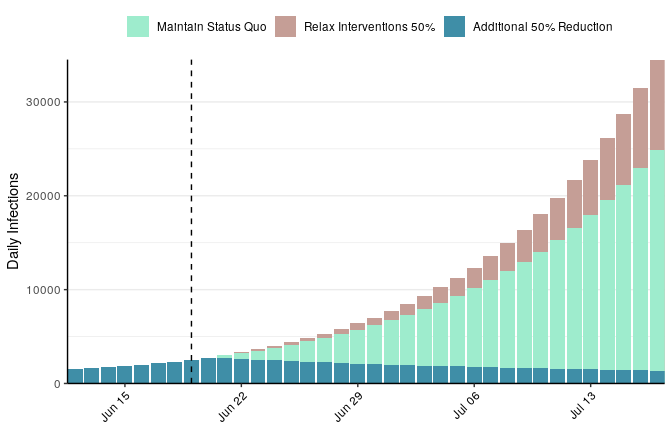 Maintain Status Quo Relax Interventions 50% Additional 50% Reduction
Daily Infections
30000
20000
10000
0
Jun 15 Jun 22 Jun 29 Jul 06 Jul 13